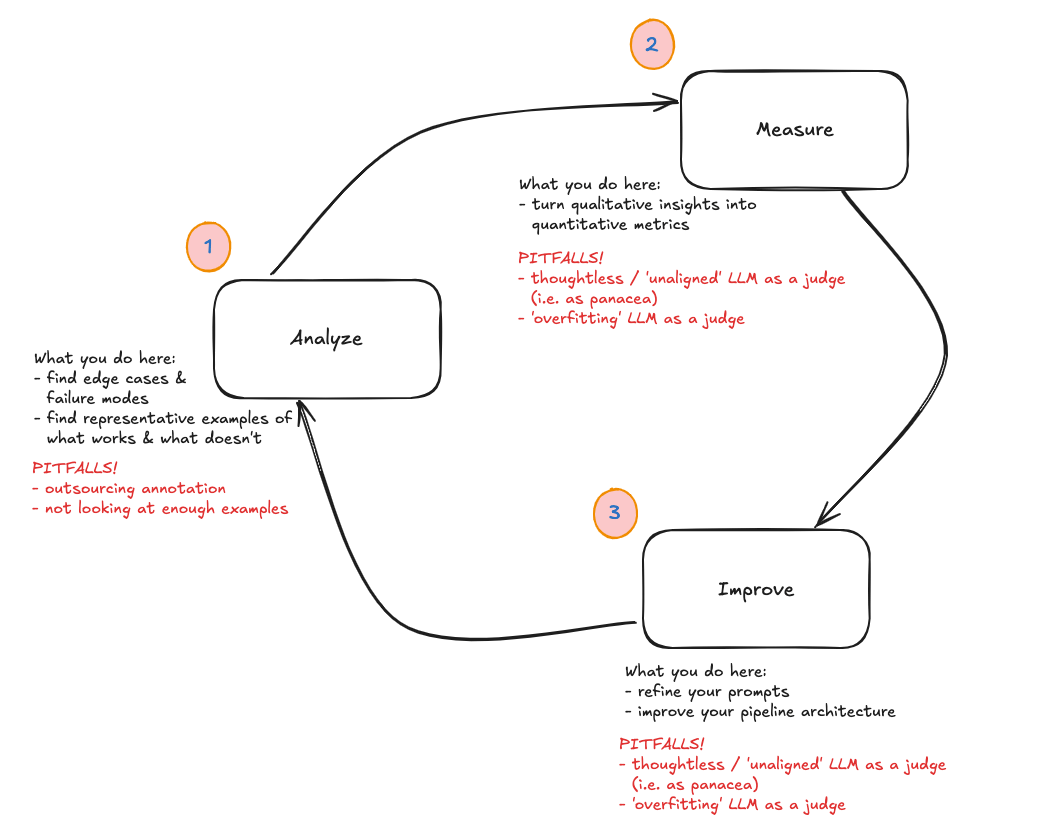 1
Analyze
What you do here:
- find edge cases &
failure modes
- find representative examples of
what works & what doesn't
PITFALLS!
- outsourcing annotation
- not looking at enough examples
2
Measure
What you do here:
- turn qualitative insights into
quantitative metrics
PITFALLS!
- thoughtless / 'unaligned' LLM as a judge
(i.e. as panacea)
- 'overfitting' LLM as a judge
3
Improve
What you do here:
- refine your prompts
- improve your pipeline architecture
PITFALLS!
- thoughtless / 'unaligned' LLM as a judge
(i.e. as panacea)
- 'overfitting' LLM as a judge